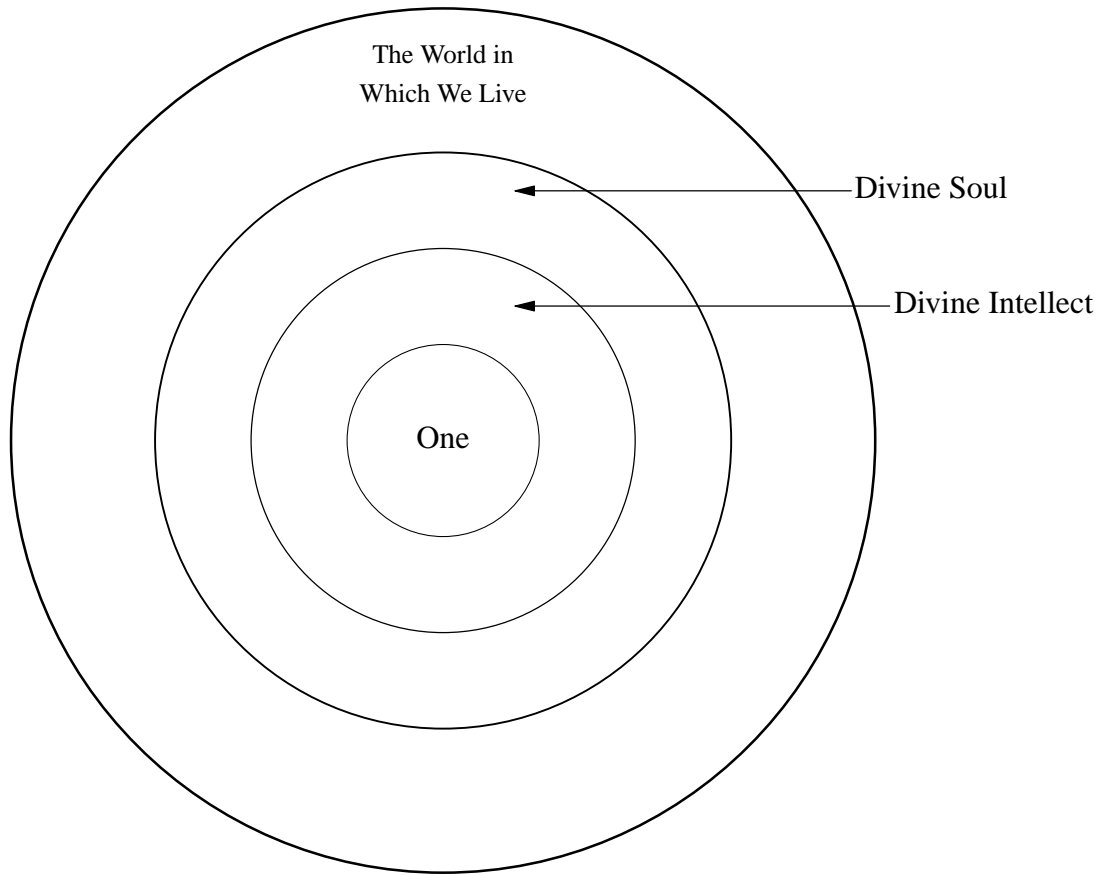 The World in
Which We Live
Divine Soul
Divine Intellect
One